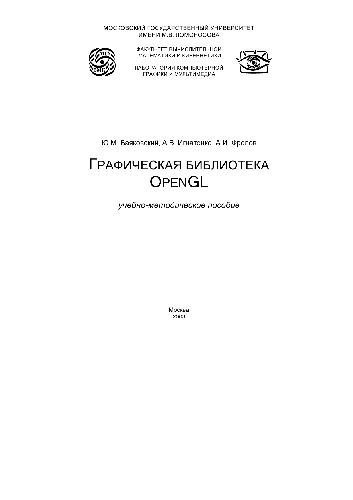 МОСКОВСКИЙ ГОСУДАРСТВЕННЫЙ УНИВЕРСИТЕТ
ИМЕНИ М.В. ЛОМОНОСОВА
ФАКУЛЬТЕТ ВЫЧИСЛИТЕЛЬНОЙ
МАТЕМАТИКИ И КИБЕРНЕТИКИ
ЛАБОРАТОРИЯ КОМПЬЮТЕРНОЙ
ГРАФИКИ И МУЛЬТИМЕДИА
Ю.М. Баяковский, А.В. Игнатенко, А.И. Фролов
ГРАФИЧЕСКАЯ БИБЛИОТЕКА
OPENGL
учебно-методическое пособие
Москва